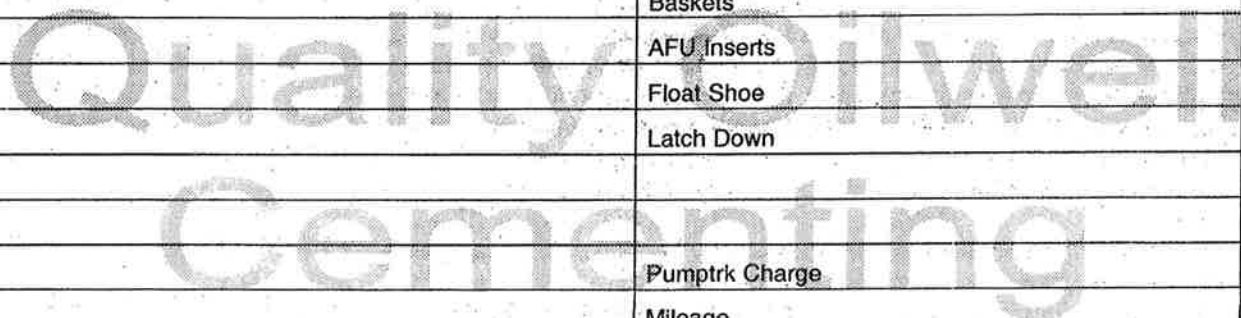 Baskets
AFU Inserts
Quality Oilwell
Float Shoe
Latch Down
Cementing
Pumptrk Charge
Mileage